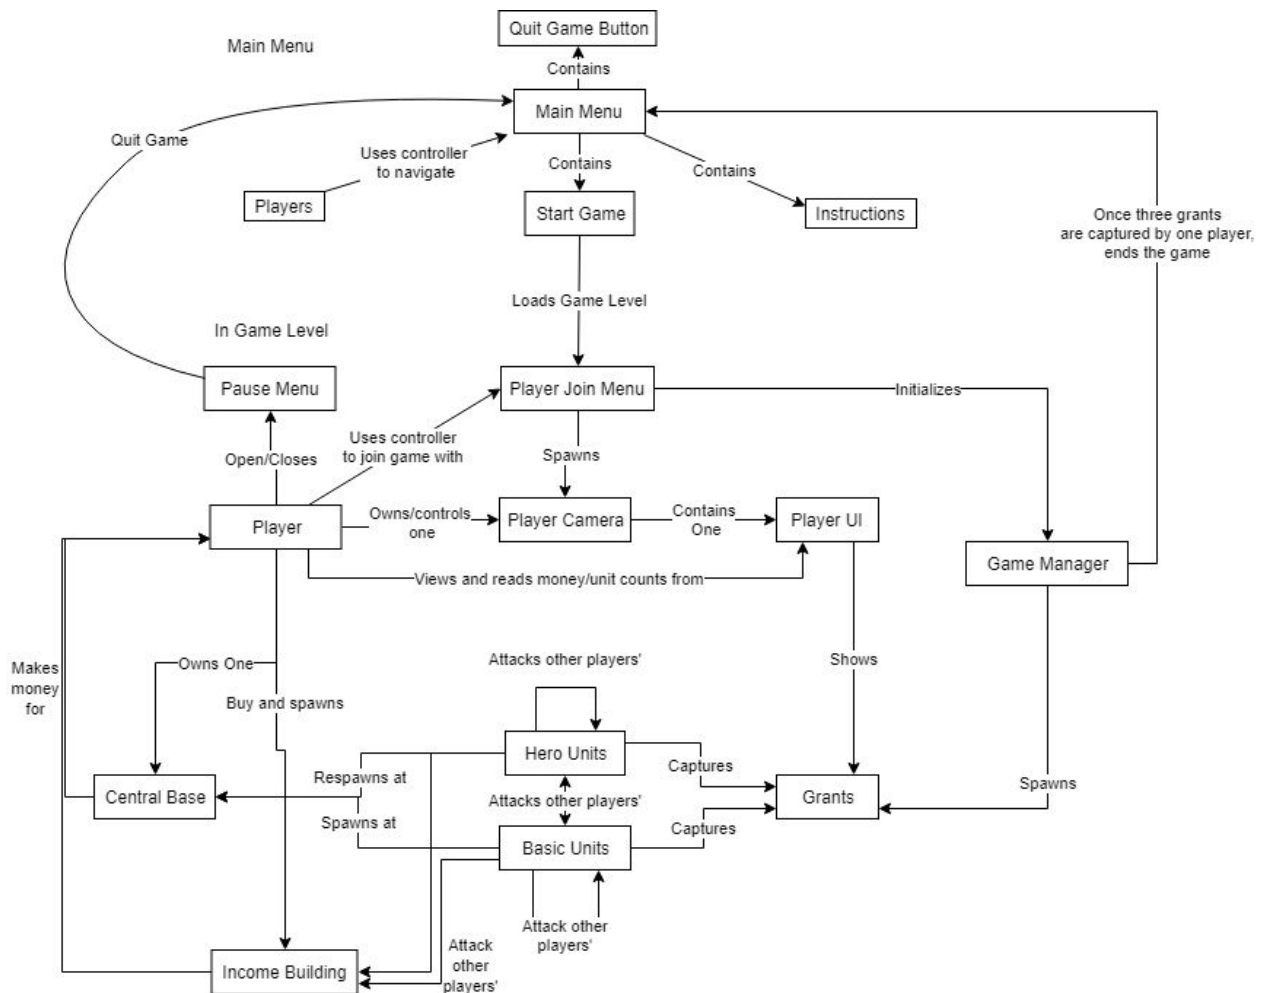 Quit Game Button
Main Menu
Contains
Main Menu
Quit Game
Uses controller
to navigate
Contains
Contains
Players
Start Game
Instructions
Once three grants
are captured by one player,
ends the game
Loads Game Level
In Game Level
Pause Menu
Player Join Menu
Initializes
Uses controller
to join game with
Open/Closes
Spawns
Player
Owns/controls
one
Player Camera
Contains
One
Player UI
Game Manager
Views and reads money/unit counts from
Makes
money
for
Owns One
Attacks other players'
Shows
Buy and spawns
Hero Units
Captures
Respawns at
Central Base
Attacks other players'
Grants
Spawns
Spawns at
Captures
Basic Units
Attack other
players'
Attack
other
players'
Income Building